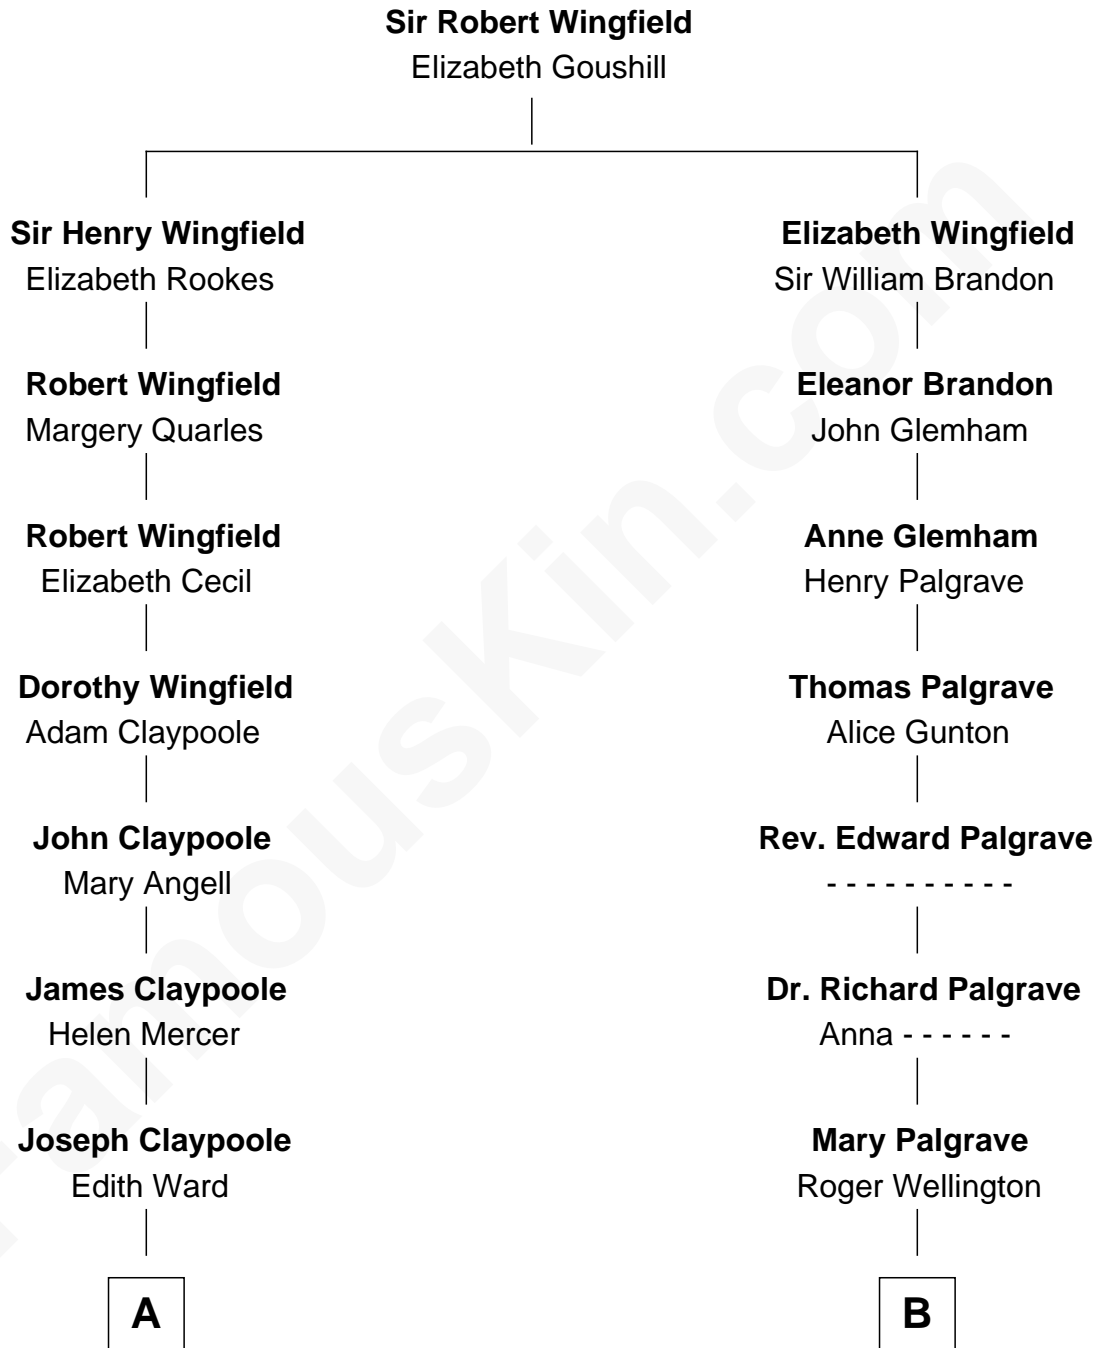 Sir Robert Wingfield
Elizabeth Goushill
Sir Henry Wingfield
Elizabeth Rookes
Elizabeth Wingfield
Sir William Brandon
Robert Wingfield
Margery Quarles
Eleanor Brandon
John Glemham
Robert Wingfield
Elizabeth Cecil
Anne Glemham
Henry Palgrave
Dorothy Wingfield
Adam Claypoole
Thomas Palgrave
Alice Gunton
John Claypoole
Mary Angell
Rev. Edward Palgrave
- - - - - - - - - -
James Claypoole
Helen Mercer
Dr. Richard Palgrave
Anna - - - - - -
Joseph Claypoole
Edith Ward
Mary Palgrave
Roger Wellington
A
B
FamousKin.com